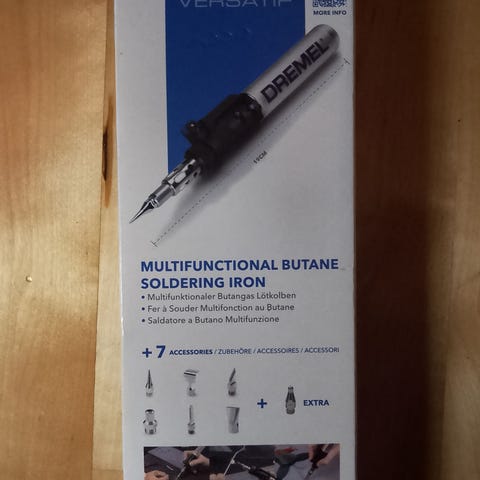 VERSATIP
MORE INFO
DREMEL
19CM
MULTIFUNCTIONAL BUTANE
SOLDERING IRON
• Multifunktionaler Butangas Lötkolben
• Fer à Souder Multifonction au Butane
• Saldatore a Butano Multifunzione
+ 7 ACCESSORIES / ZUBEHÖRE / ACCESSOIRES / ACCESSORI
+ EXTRA